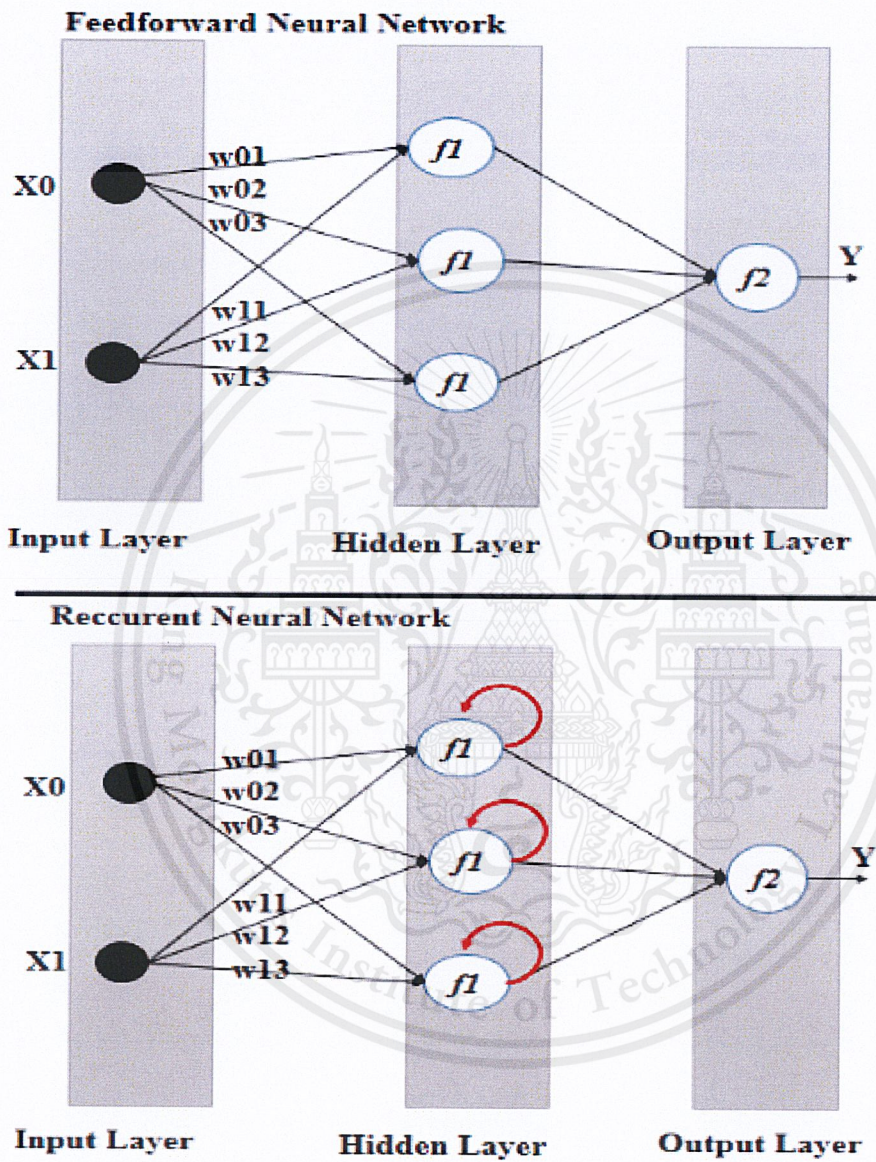 Feedforward Neural Network
w01
X0
w02
w03
f1
f1
f2
Y
w11
X1
w12
w13
f1
Input Layer
Hidden Layer
Output Layer
Reccurent Neural Network
w01
X0
w02
w03
f1
f1
f2
Y
w11
X1
w12
w13
f1
Input Layer
Hidden Layer
Output Layer